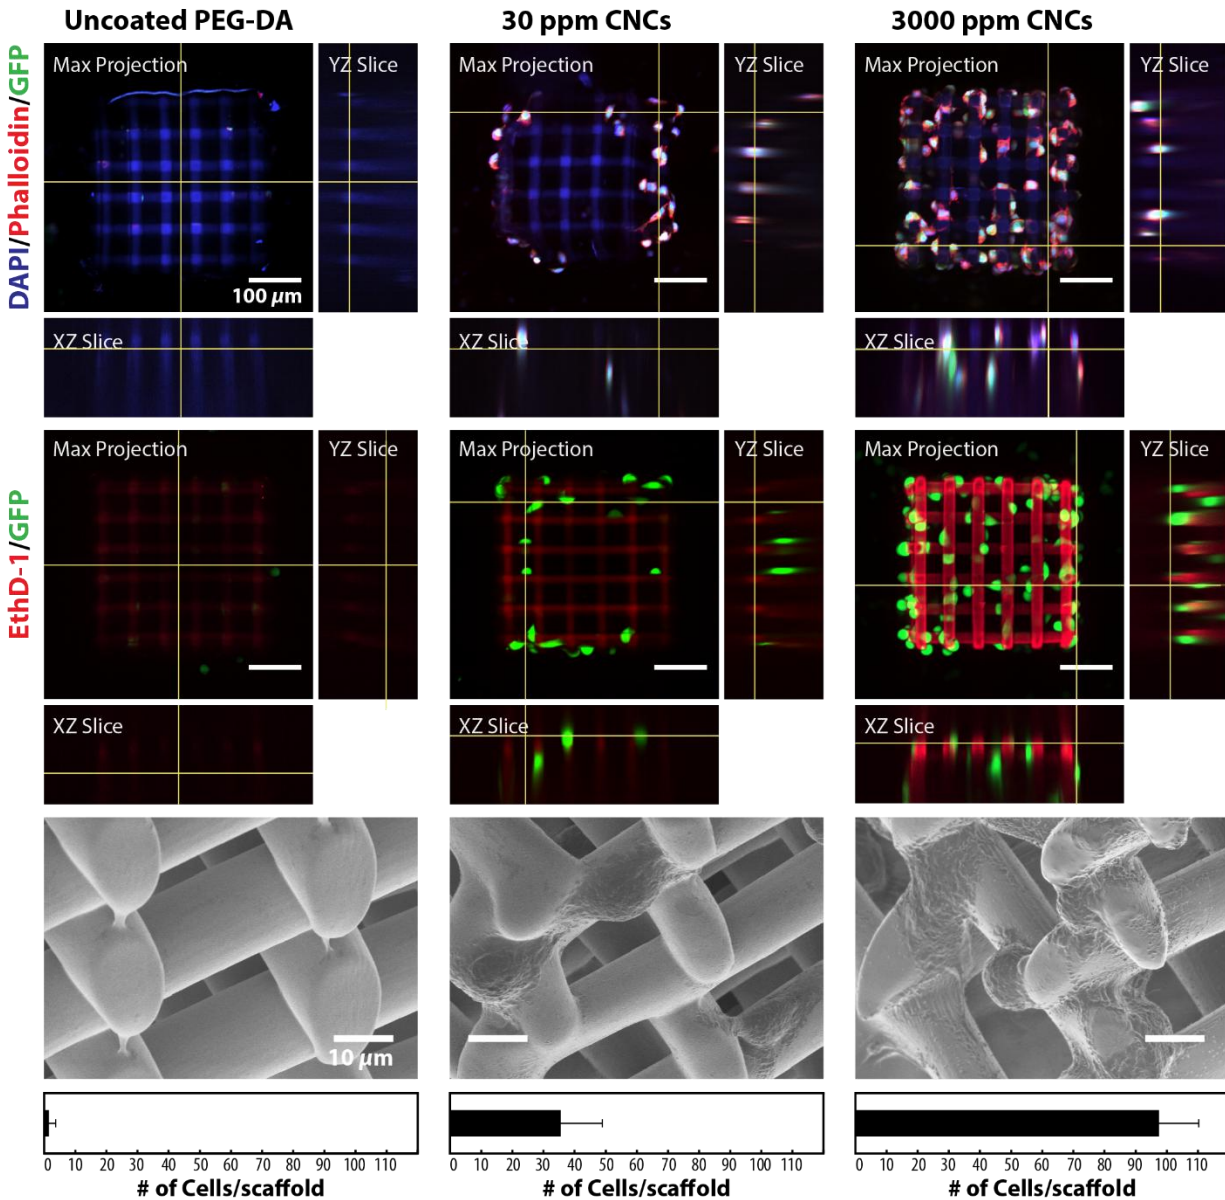 Uncoated PEG-DA
30 ppm CNCs
3000 ppm CNCs
DAPI/Phalloidin/GFP
Max Projection
YZ Slice
Max Projection
YZ Slice
Max Projection
YZ Slice
100 µm
XZ Slice
XZ Slice
XZ Slice
EthD-1/GFP
Max Projection
YZ Slice
Max Projection
YZ Slice
Max Projection
YZ Slice
XZ Slice
XZ Slice
XZ Slice
10 µm
0 10 20 30 40 50 60 70 80 90 100 110
0 10 20 30 40 50 60 70 80 90 100 110
0 10 20 30 40 50 60 70 80 90 100 110
# of Cells/scaffold
# of Cells/scaffold
# of Cells/scaffold